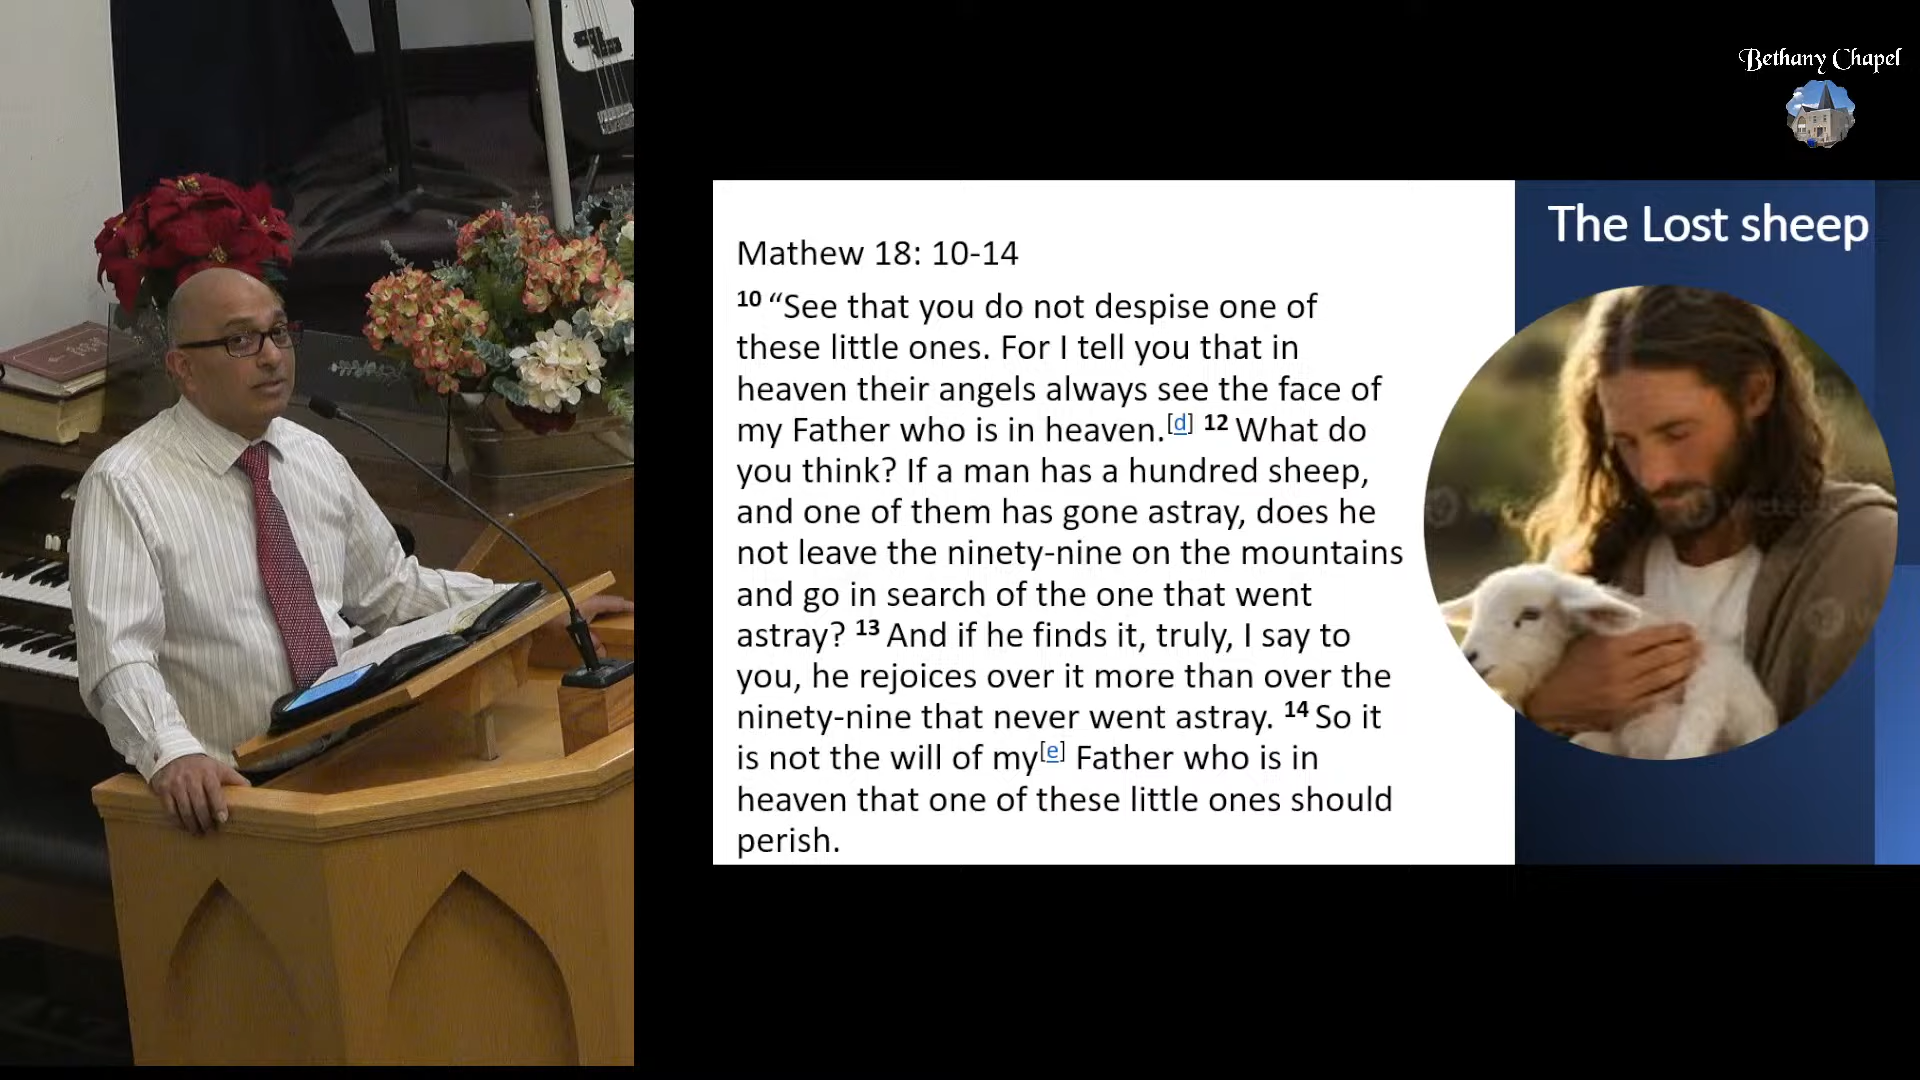 Bethany Chapel
The Lost sheep
Mathew 18: 10-14
10 “See that you do not despise one of
these little ones. For I tell you that in
heaven their angels always see the face of
my Father who is in heaven.[d] 12 What do
you think? If a man has a hundred sheep,
and one of them has gone astray, does he
not leave the ninety-nine on the mountains
and go in search of the one that went
astray? 13 And if he finds it, truly, I say to
you, he rejoices over it more than over the
ninety-nine that never went astray. 14 So it
is not the will of my[e] Father who is in
heaven that one of these little ones should
perish.